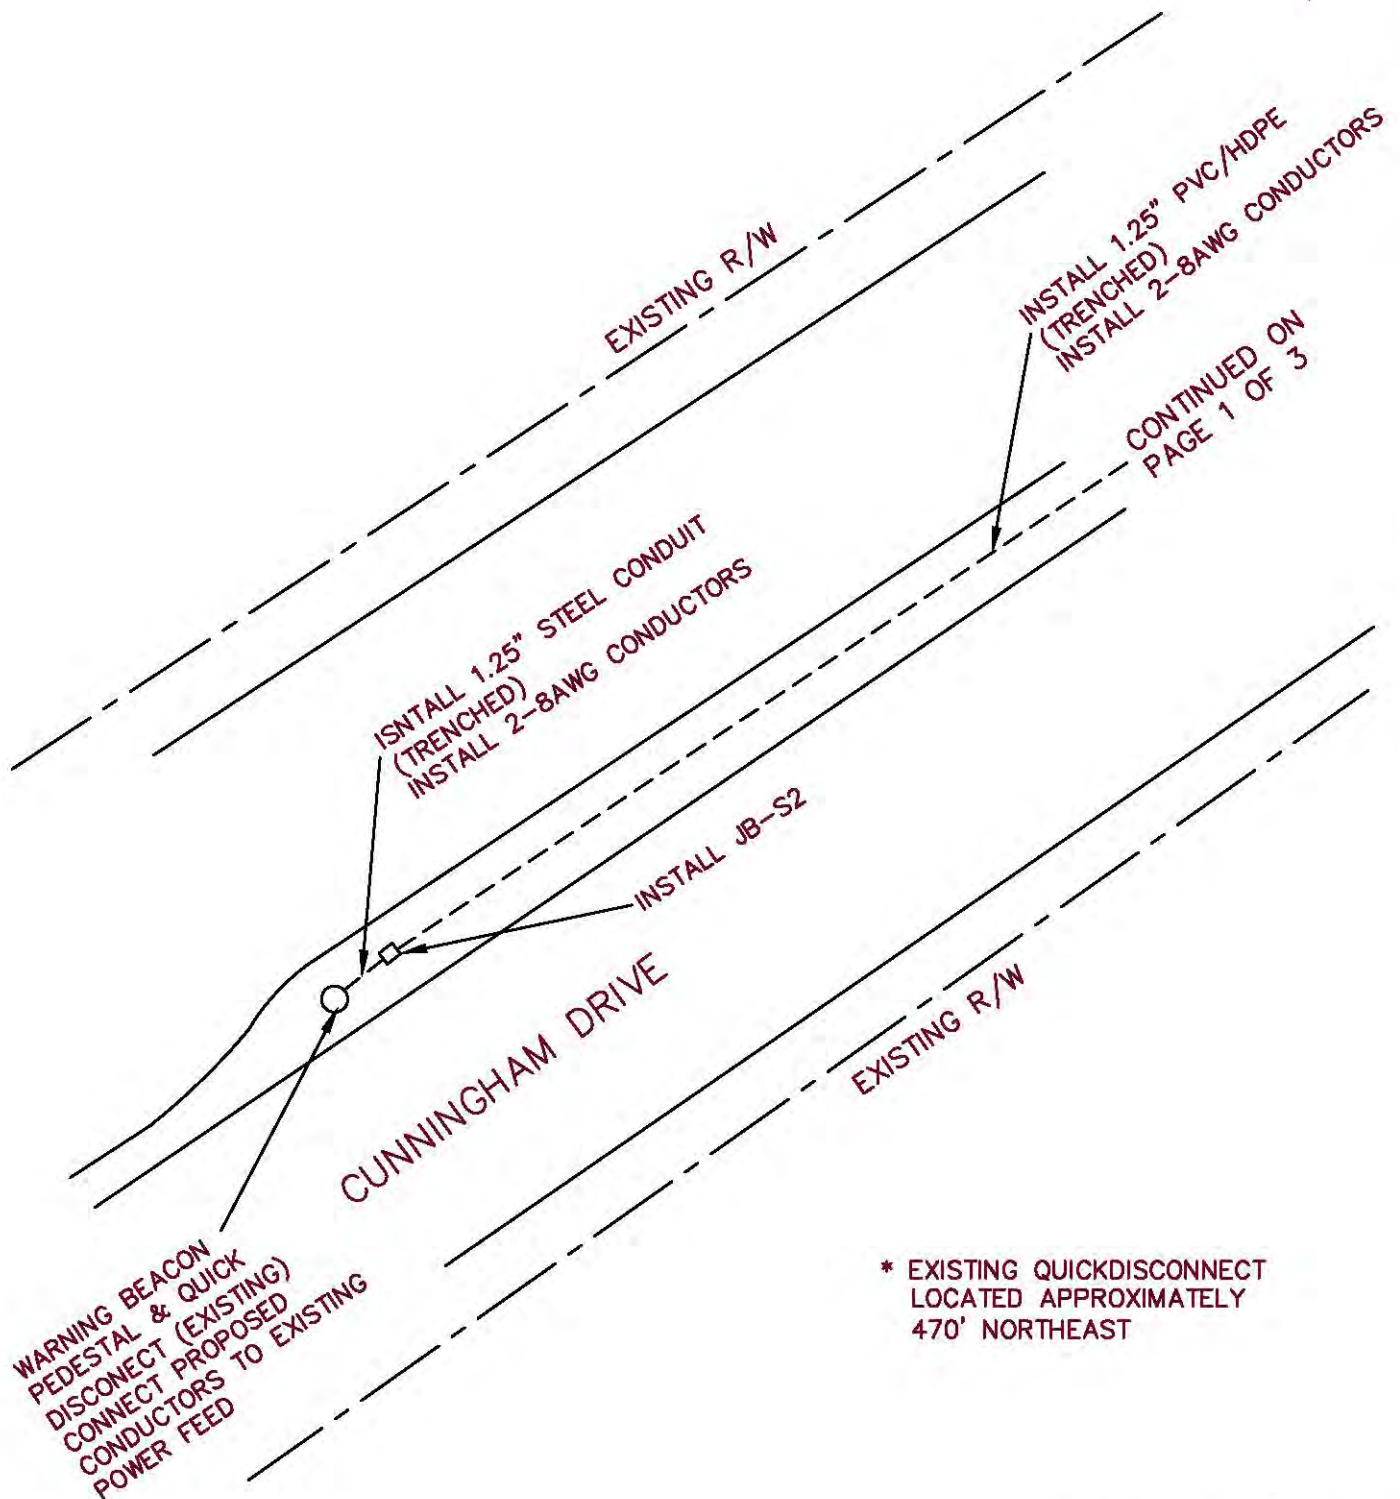 EXISTING R/W
INSTALL 1.25" PVC/HDPE
(TRENCHED)
INSTALL 2-8AWG CONDUCTORS
CONTINUED ON
PAGE 1 OF 3
ISNTALL 1.25" STEEL CONDUIT
(TRENCHED)
INSTALL 2-8AWG CONDUCTORS
INSTALL JB-S2
CUNNINGHAM DRIVE
EXISTING R/W
WARNING BEACON
PEDESTAL & QUICK
DISCONECT (EXISTING)
CONNECT PROPOSED
CONDUCTORS TO EXISTING
POWER FEED
* EXISTING QUICKDISCONNECT
LOCATED APPROXIMATELY
470' NORTHEAST